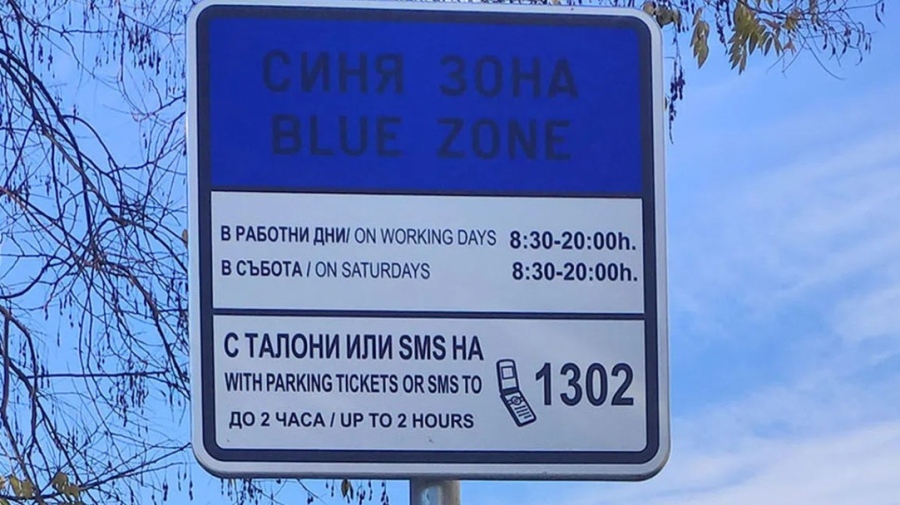 СИНЯ ЗОНА
BLUE ZONE
В РАБОТНИ ДНИ/ ON WORKING DAYS 8:30-20:00h.
В СЪБОТА / ON SATURDAYS 8:30-20:00h.
С ТАЛОНИ ИЛИ SMS НА
WITH PARKING TICKETS OR SMS TO
1302
ДО 2 ЧАСА / UP TO 2 HOURS